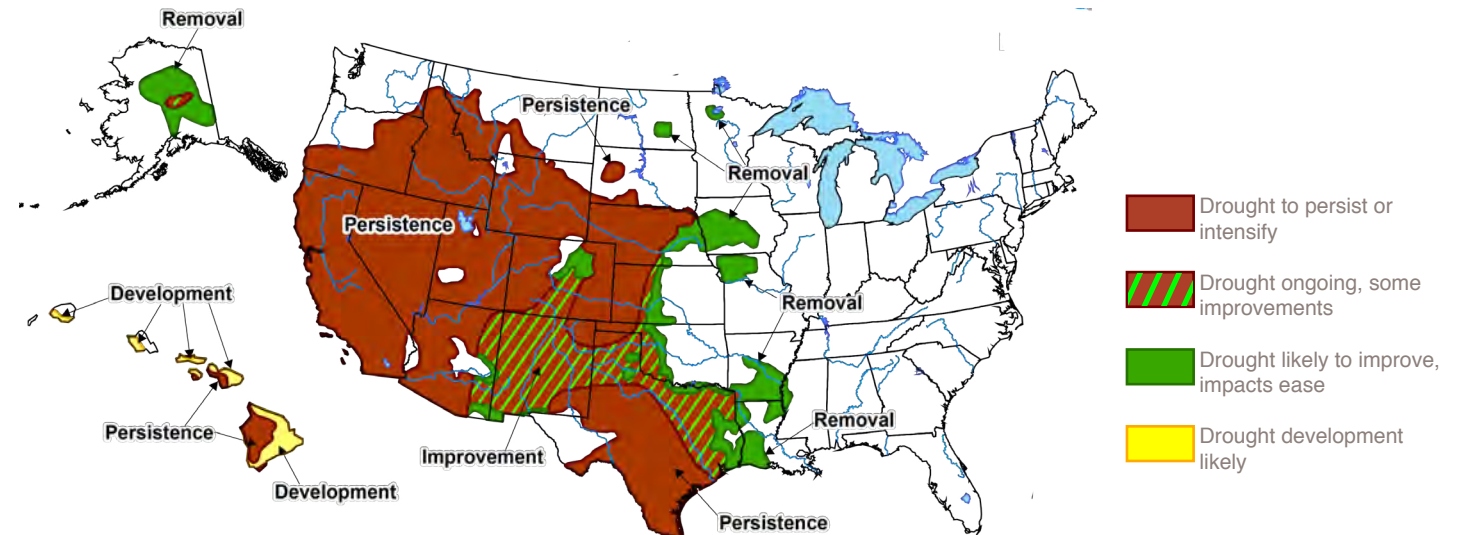 Removal
Persistence
Removal
Persistence
Development
Removal
Persistence
Removal
Improvement
Development
Persistence
Drought to persist or
intensify
Drought ongoing, some
improvements
Drought likely to improve,
impacts ease
Drought development
likely